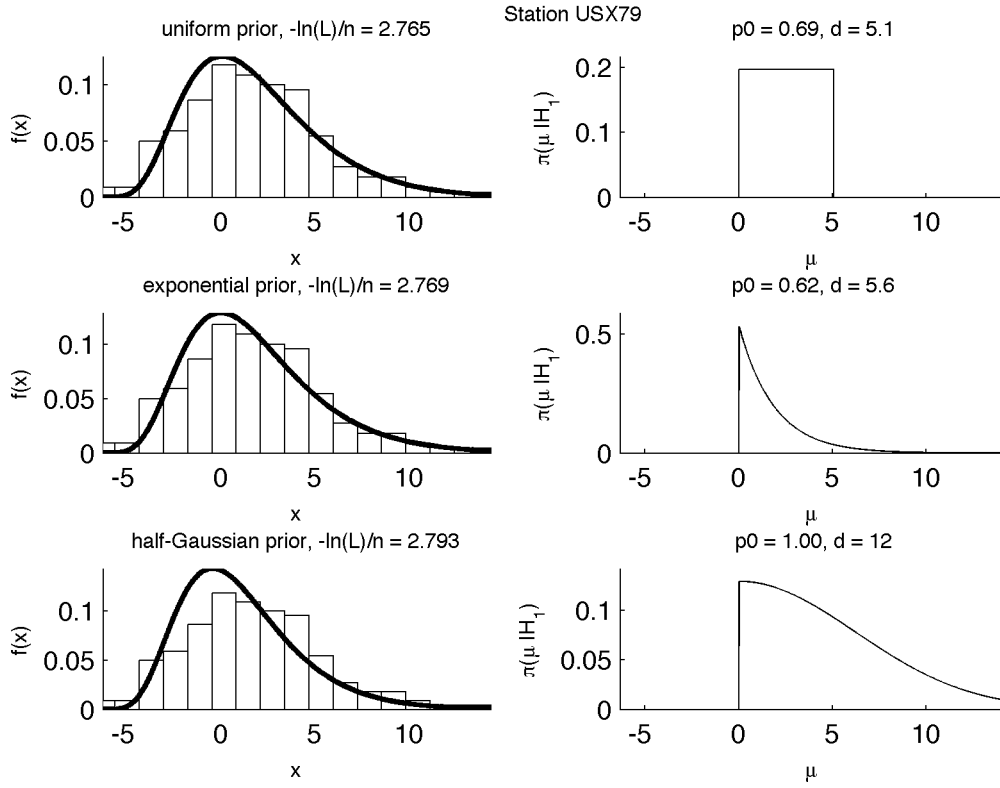 Station USX79
uniform prior, -ln(L)/n = 2.765
f(x)
0.1
0.05
0
-5 0 5 10
x
p0 = 0.69, d = 5.1
π(μ |H1)
0.2
0.1
0
-5 0 5 10
μ
exponential prior, -ln(L)/n = 2.769
f(x)
0.1
0.05
0
-5 0 5 10
x
p0 = 0.62, d = 5.6
π(μ |H1)
0.5
0
-5 0 5 10
μ
half-Gaussian prior, -ln(L)/n = 2.793
f(x)
0.1
0.05
0
-5 0 5 10
x
p0 = 1.00, d = 12
π(μ |H1)
0.1
0.05
0
-5 0 5 10
μ